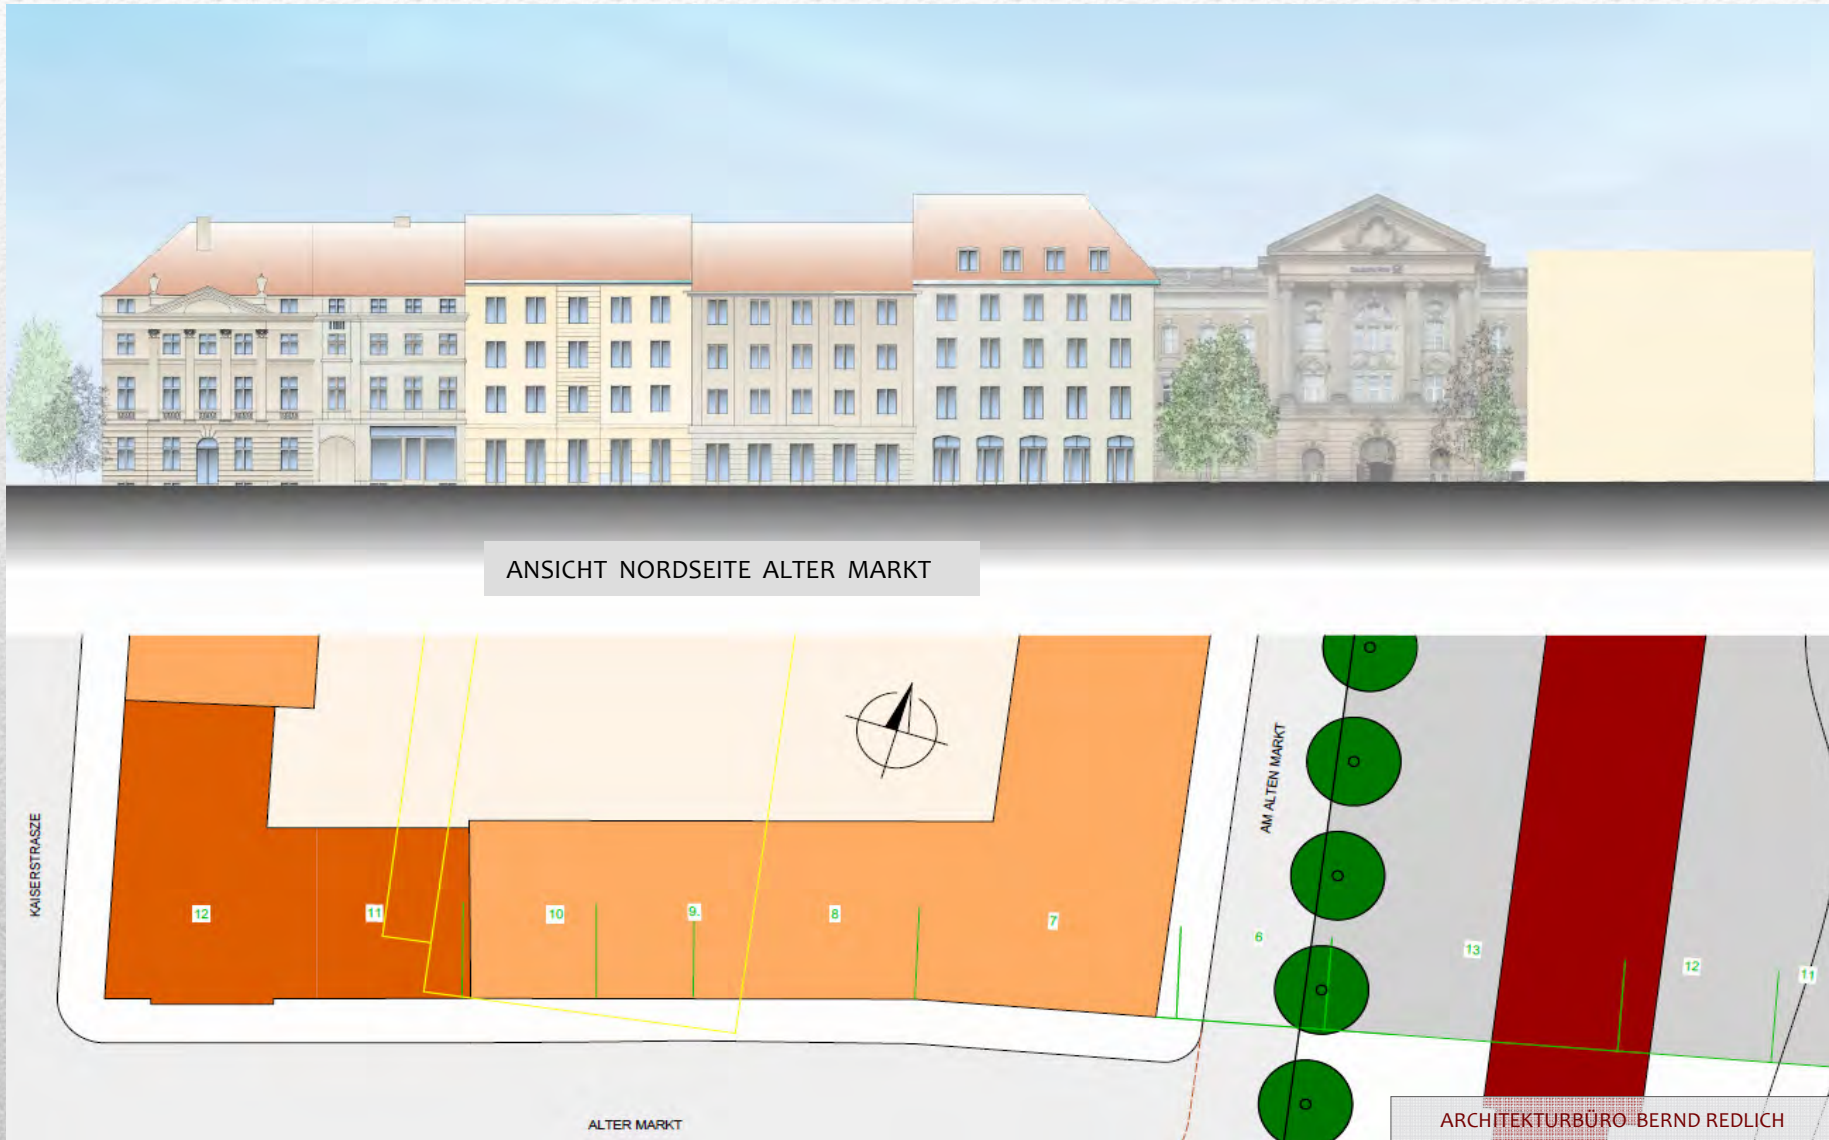 ANSICHT NORDSEITE ALTER MARKT
KAISERSTRASZE
AM ALTEN MARKT
12
11
10
9.
8
7
6
13
12
11
ALTER MARKT
ARCHITEKTURBÜRO BERND REDLICH